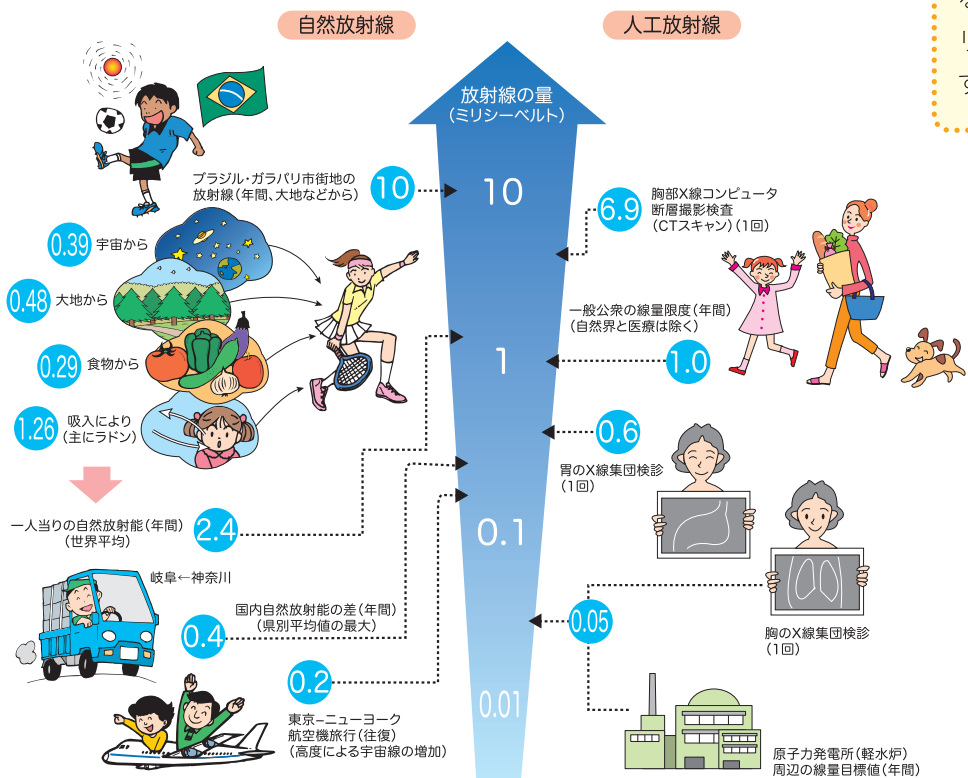 自然放射線
人工放射線
放射線の量
(ミリシーベルト)
10
1
0.1
0.01
ブラジル・ガラパリ市街地の
放射線(年間、大地などから)
10
0.39
宇宙から
0.48
大地から
0.29
食物から
1.26
吸入により
(主にラドン)
一人当りの自然放射能(年間)
(世界平均)
2.4
岐阜←神奈川
国内自然放射能の差(年間)
(県別平均値の最大)
0.4
0.2
東京−ニューヨーク
航空機旅行(往復)
(高度による宇宙線の増加)
6.9
胸部X線コンピュータ
断層撮影検査
(CTスキャン)(1回)
一般公衆の線量限度(年間)
(自然界と医療は除く)
1.0
0.6
胃のX線集団検診
(1回)
0.05
胸のX線集団検診
(1回)
原子力発電所(軽水炉)
周辺の線量目標値(年間)